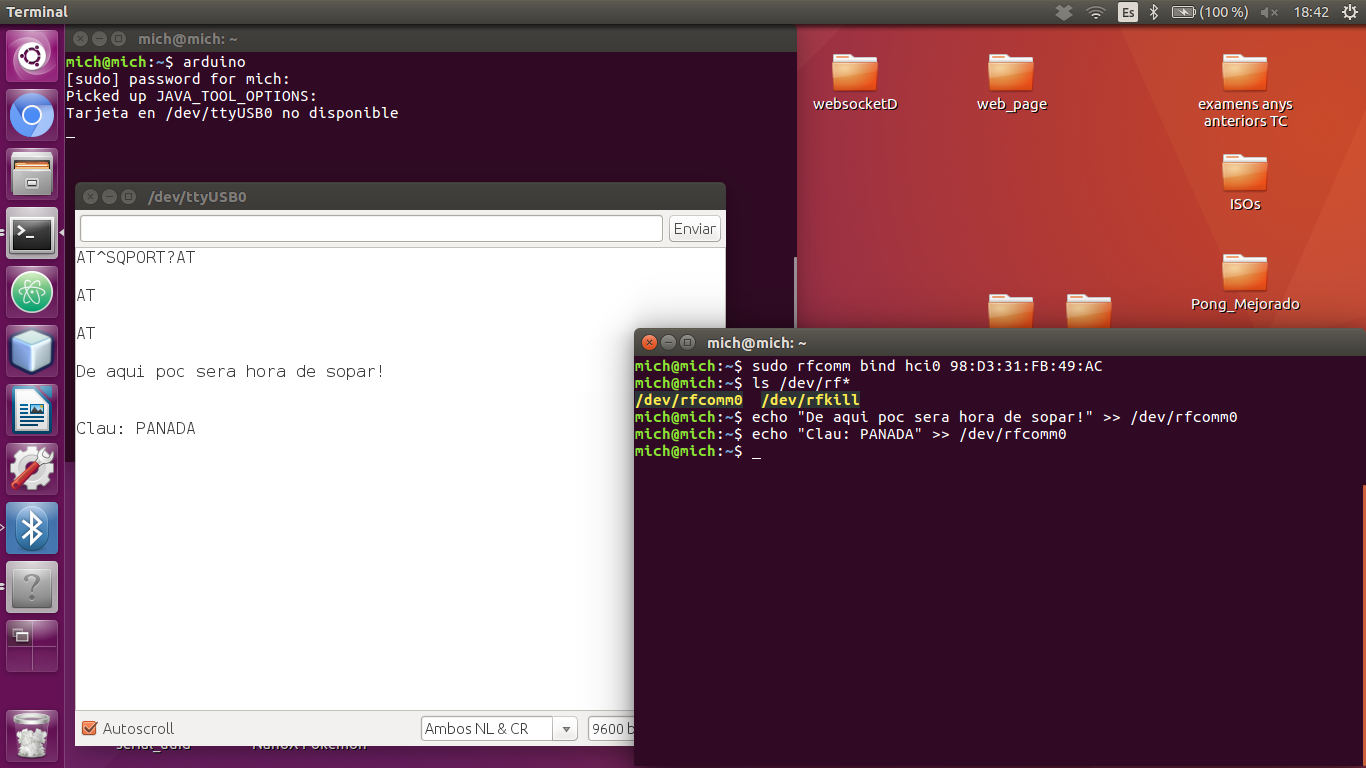 Terminal
Es
(100 %)
18:42
mich@mich: ~
mich@mich:~$ arduino
[sudo] password for mich:
Picked up JAVA_TOOL_OPTIONS:
Tarjeta en /dev/ttyUSB0 no disponible
websocketD
web_page
examens anys
anteriors TC
ISOs
Pong_Mejorado
/dev/ttyUSB0
Enviar
AT^SQPORT?AT
AT
AT
De aqui poc sera hora de sopar!
Clau: PANADA
Autoscroll
Ambos NL & CR
9600 b
mich@mich: ~
mich@mich:~$ sudo rfcomm bind hci0 98:D3:31:FB:49:AC
mich@mich:~$ ls /dev/rf*
/dev/rfcomm0 /dev/rfkill
mich@mich:~$ echo "De aqui poc sera hora de sopar!" >> /dev/rfcomm0
mich@mich:~$ echo "Clau: PANADA" >> /dev/rfcomm0
mich@mich:~$ _